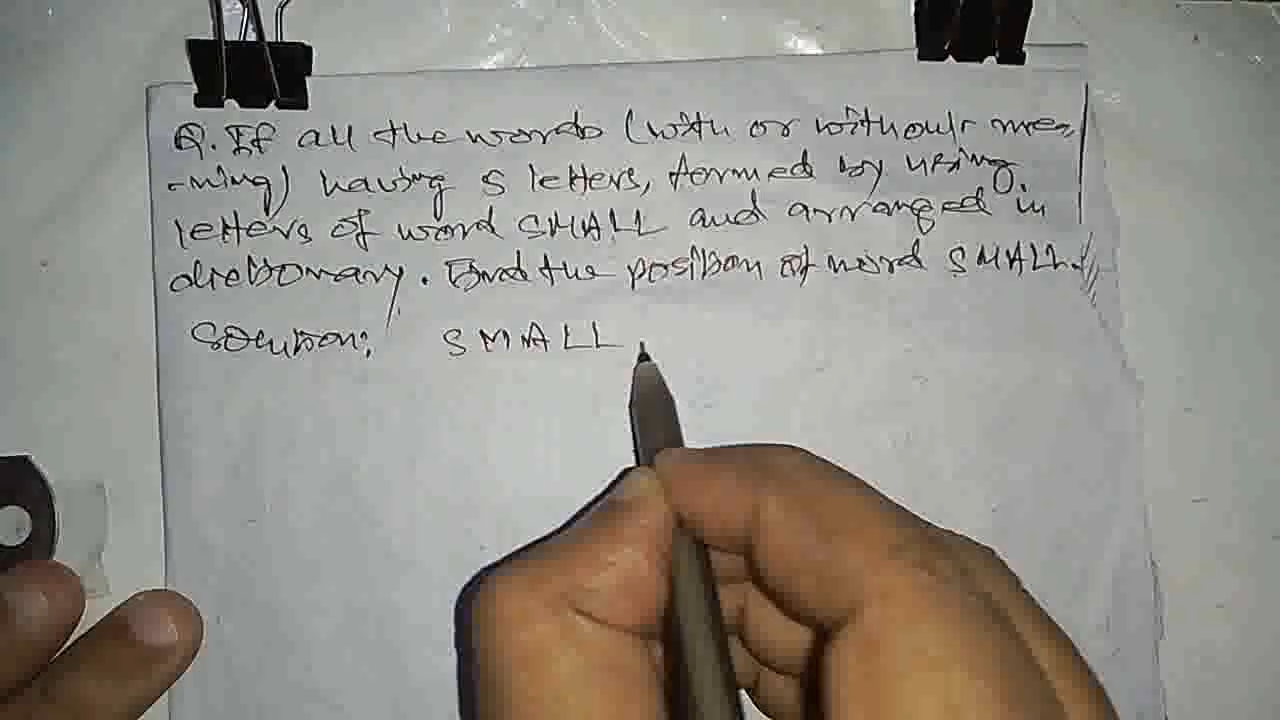 Q. If all the words (with or without mea
-ning) having 5 letters, formed by using
letters of word SMALL and arranged in
dictionary. Find the position of word SMALL.
Solution: SMALL